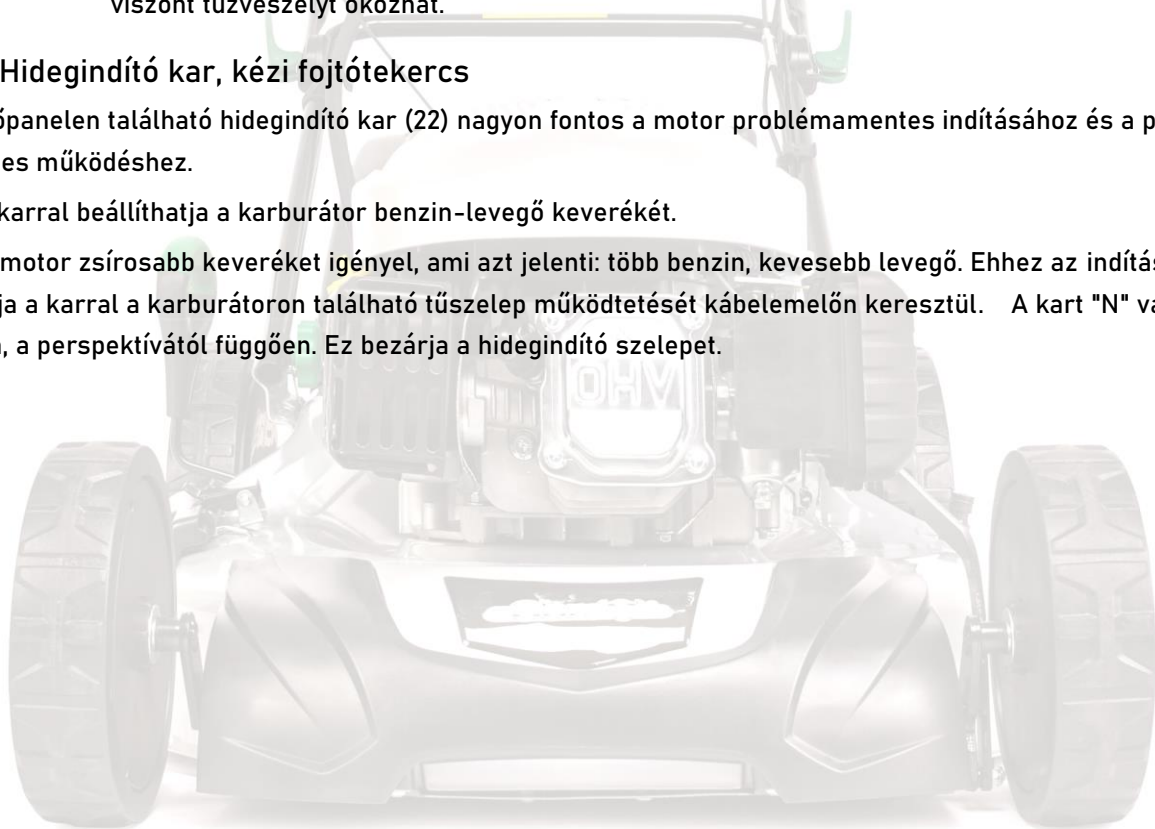 viszont tűzveszélyt okozhat.
Hidegindító kar, kézi fojtótekercs
őpanelen található hidegindító kar (22) nagyon fontos a motor problémamentes indításához és a p
es működéshez.
karral beállíthatja a karburátor benzin-levegő keverékét.
motor zsírosabb keveréket igényel, ami azt jelenti: több benzin, kevesebb levegő. Ehhez az indítás
ja a karral a karburátoron található tűszelep működtetését kábelemelőn keresztül. A kart "N" va
, a perspektívától függően. Ez bezárja a hidegindító szelepet.
OHV